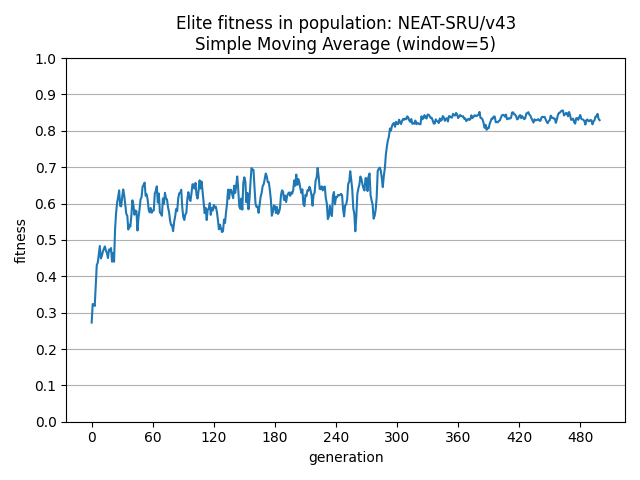 Elite fitness in population: NEAT-SRU/v43
Simple Moving Average (window=5)
1.0
0.9
0.8
0.7
0.6
0.5
0.4
0.3
0.2
0.1
0.0
fitness
0 60 120 180 240 300 360 420 480
generation